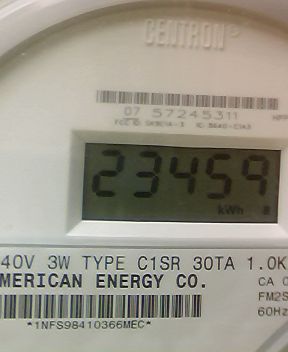 CENTRON®
07 57245311
23459
kWh
40V 3W TYPE C1SR 30TA 1.0K
MERICAN ENERGY CO.
CA 0
FM2S
60Hz
*1NFS98410366MEC*